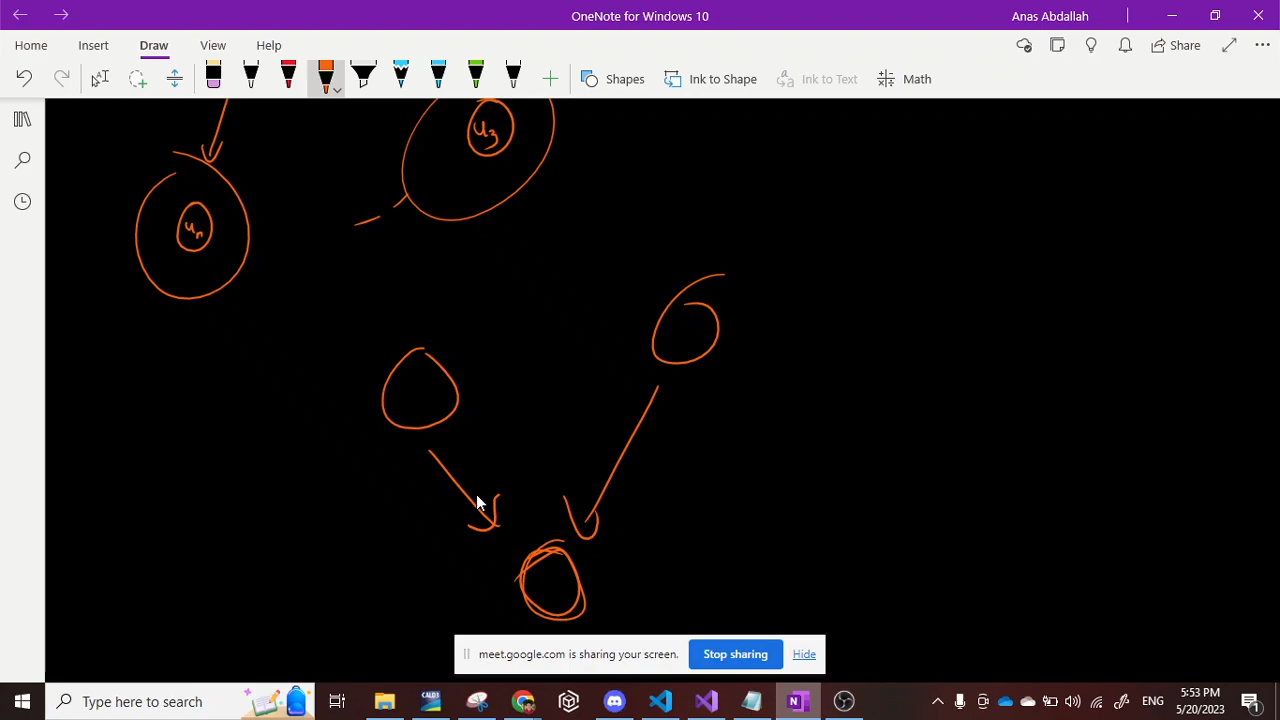 OneNote for Windows 10
Anas Abdallah
Home Insert Draw View Help
Share
Shapes Ink to Shape Ink to Text Math
u3
un
meet.google.com is sharing your screen. Stop sharing Hide
Type here to search
CALD3
ENG
5:53 PM
5/20/2023
1